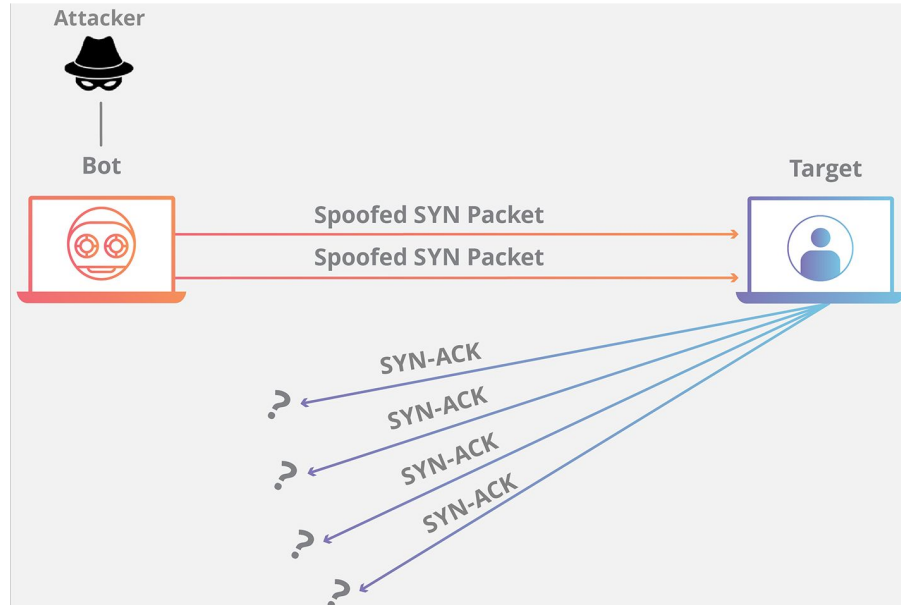 Attacker
Bot
Target
Spoofed SYN Packet
Spoofed SYN Packet
SYN-ACK
?
SYN-ACK
?
SYN-ACK
?
SYN-ACK
?